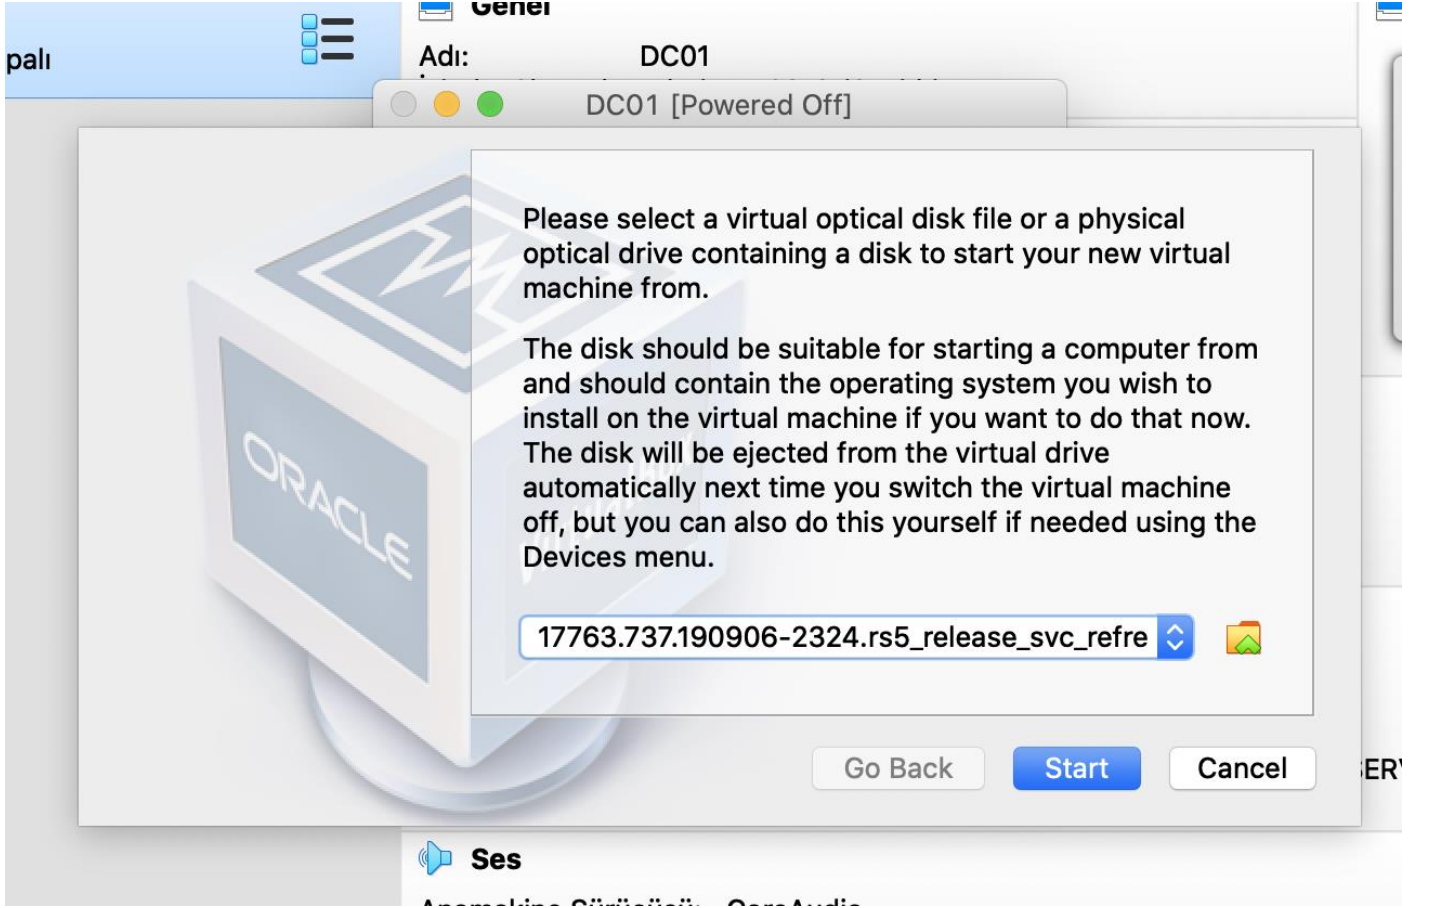 Genel
palı
Adı: DC01
DC01 [Powered Off]
Please select a virtual optical disk file or a physical
optical drive containing a disk to start your new virtual
machine from.
The disk should be suitable for starting a computer from
and should contain the operating system you wish to
install on the virtual machine if you want to do that now.
The disk will be ejected from the virtual drive
automatically next time you switch the virtual machine
off, but you can also do this yourself if needed using the
Devices menu.
ORACLE
VirtualBox
17763.737.190906-2324.rs5_release_svc_refre
Go Back Start Cancel
SER
Ses
Anamakine Sürücüsü: CoreAudio